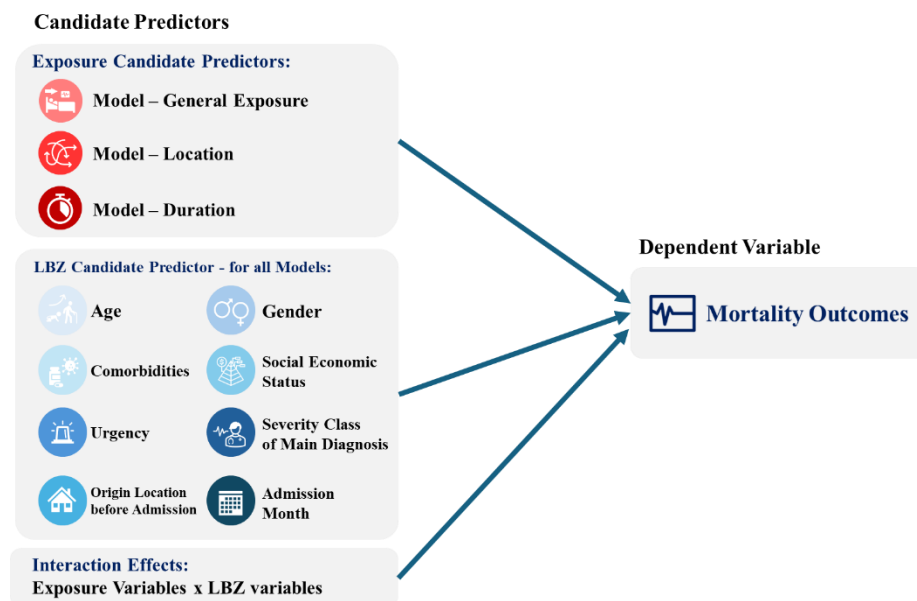 Candidate Predictors
Exposure Candidate Predictors:
Model – General Exposure
Model – Location
Model – Duration
LBZ Candidate Predictor - for all Models:
Age
Gender
Comorbidities
Social Economic
Status
Urgency
Severity Class
of Main Diagnosis
Origin Location
before Admission
Admission
Month
Interaction Effects:
Exposure Variables x LBZ variables
Dependent Variable
Mortality Outcomes